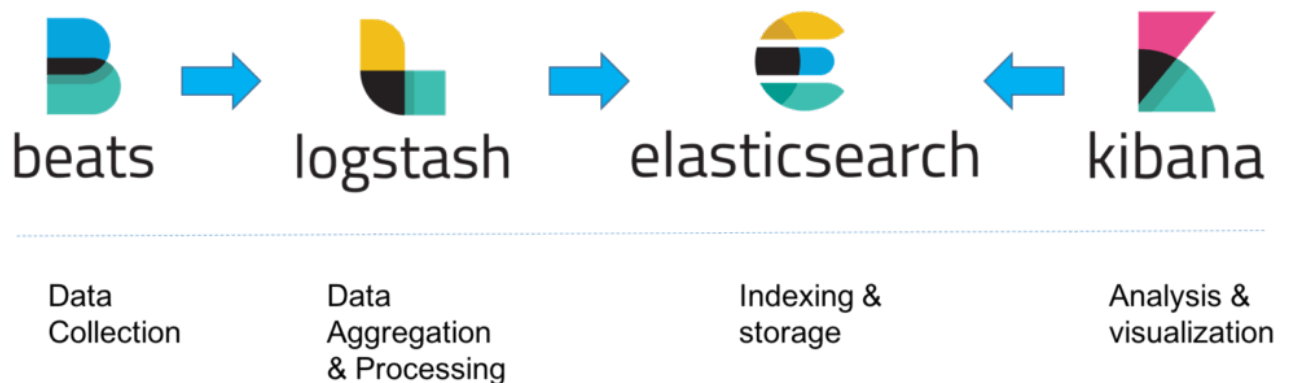 beats
logstash
elasticsearch
kibana
Data
Collection
Data
Aggregation
& Processing
Indexing &
storage
Analysis &
visualization